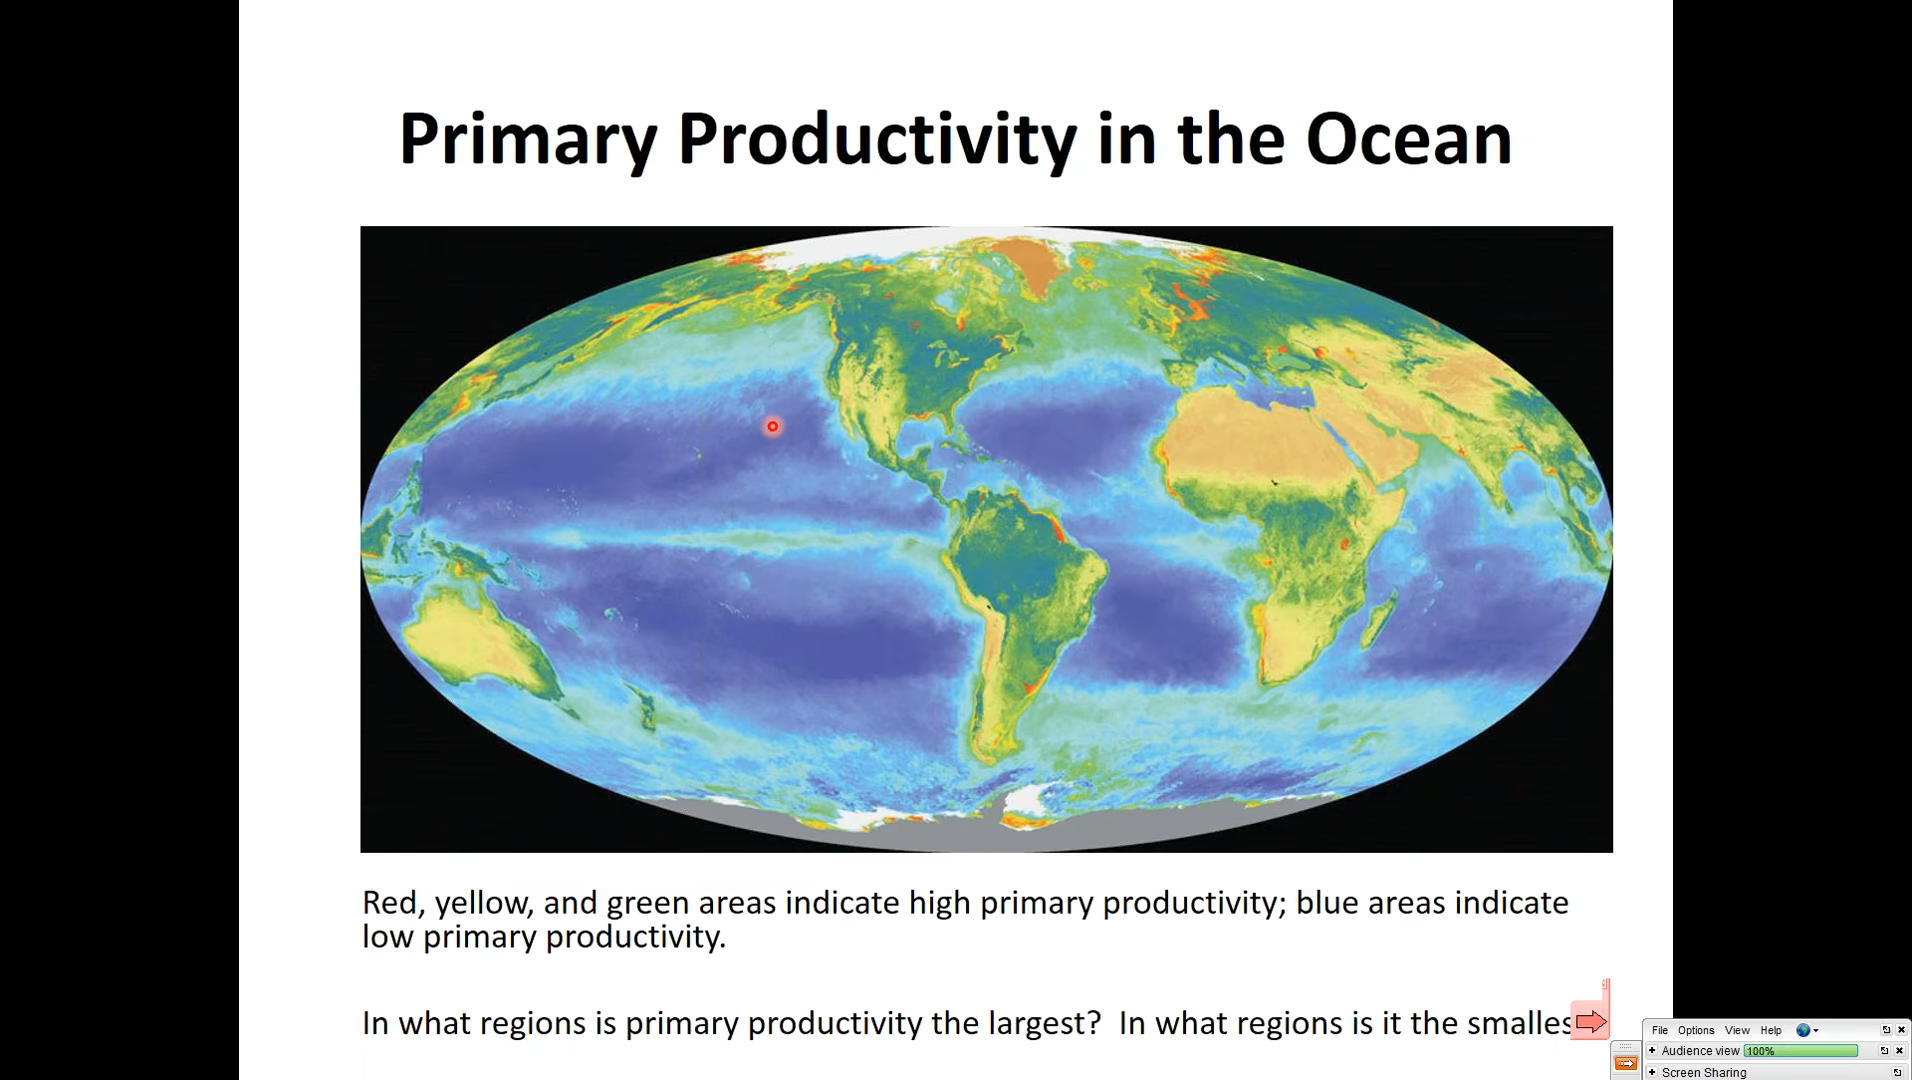 Primary Productivity in the Ocean
Red, yellow, and green areas indicate high primary productivity; blue areas indicate
low primary productivity.
In what regions is primary productivity the largest?  In what regions is it the smalles
File Options View Help
Audience view 100%
Screen Sharing